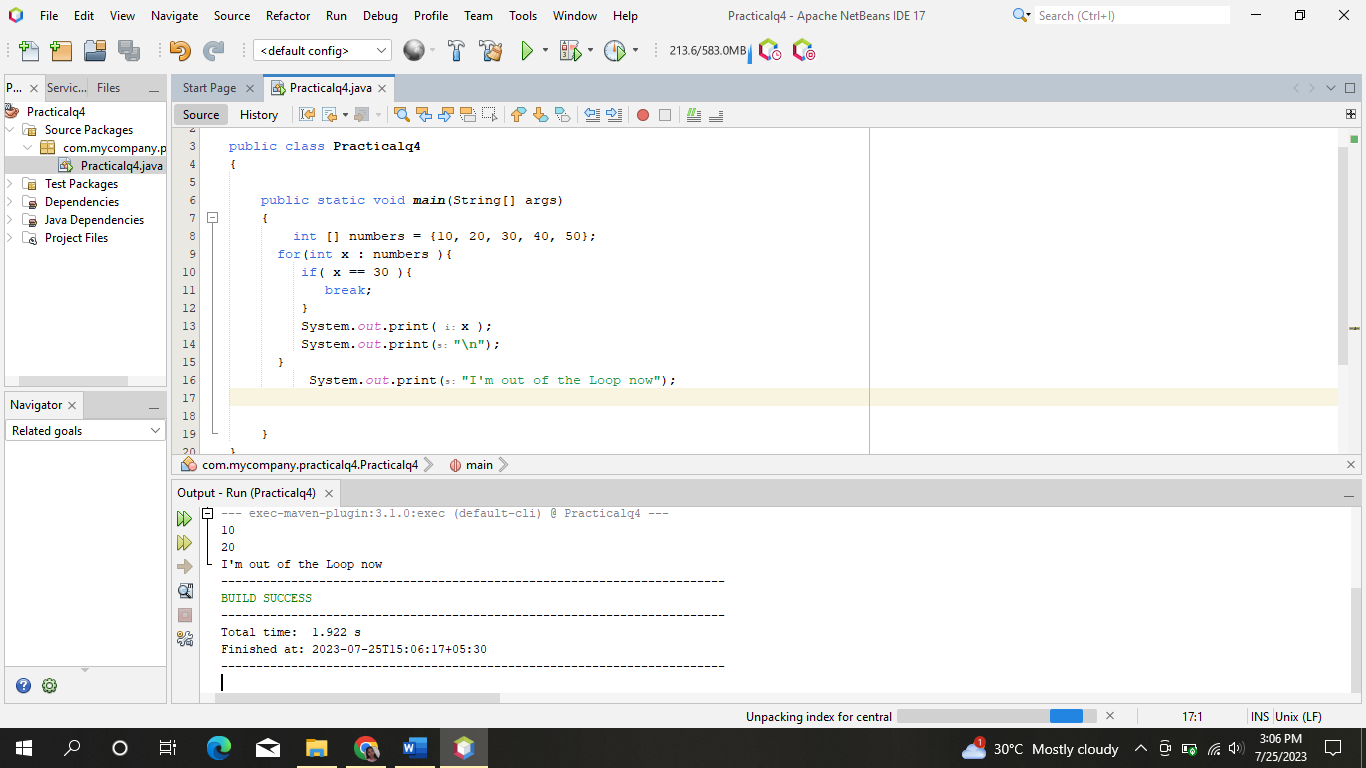 File Edit View Navigate Source Refactor Run Debug Profile Team Tools Window Help Practicalq4 - Apache NetBeans IDE 17 Search (Ctrl+I)
<default config> 213.6/583.0MB
P... Servic... Files
Start Page Practicalq4.java
Source History
Practicalq4
Source Packages
com.mycompany.p
Practicalq4.java
Test Packages
Dependencies
Java Dependencies
Project Files
Navigator
Related goals
2
3 public class Practicalq4
4 {
5
6 public static void main(String[] args)
7 {
8 int [] numbers = {10, 20, 30, 40, 50};
9 for(int x : numbers ){
10 if( x == 30 ){
11 break;
12 }
13 System.out.print( i: x );
14 System.out.print(s: "\n");
15 }
16 System.out.print(s: "I'm out of the Loop now");
17
18
19 }
20 }
com.mycompany.practicalq4.Practicalq4 main
Output - Run (Practicalq4)
--- exec-maven-plugin:3.1.0:exec (default-cli) @ Practicalq4 ---
10
20
I'm out of the Loop now
------------------------------------------------------------------------
BUILD SUCCESS
------------------------------------------------------------------------
Total time:  1.922 s
Finished at: 2023-07-25T15:06:17+05:30
------------------------------------------------------------------------
Unpacking index for central 17:1 INS Unix (LF)
1 30°C Mostly cloudy 3:06 PM
7/25/2023